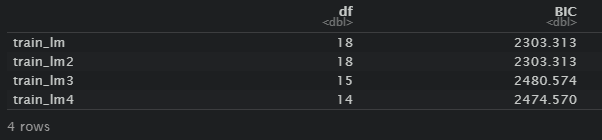 df BIC
<dbl> <dbl>
train_lm 18 2303.313
train_lm2 18 2303.313
train_lm3 15 2480.574
train_lm4 14 2474.570
4 rows